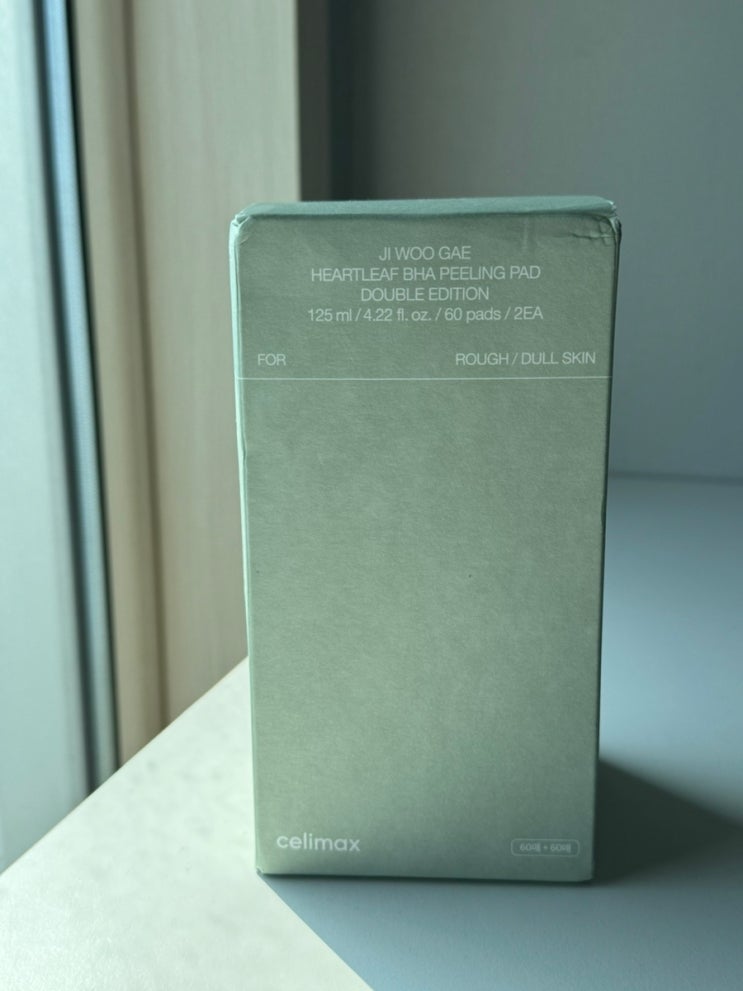 JI WOO GAE
HEARTLEAF BHA PEELING PAD
DOUBLE EDITION
125 ml / 4.22 fl. oz. / 60 pads / 2EA
FOR ROUGH / DULL SKIN
celimax
60매 + 60매